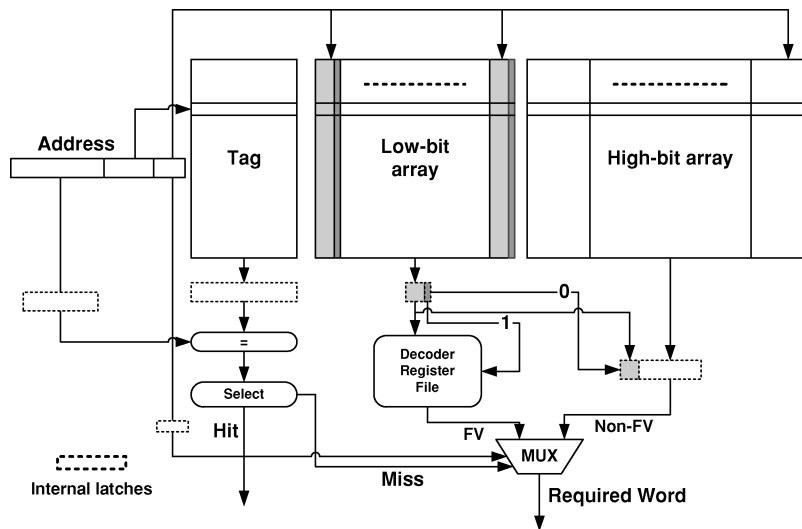 Address
Tag
Low-bit
array
High-bit array
0
1
=
Decoder
Register
File
Select
Hit
FV
Non-FV
MUX
Miss
Internal latches
Required Word